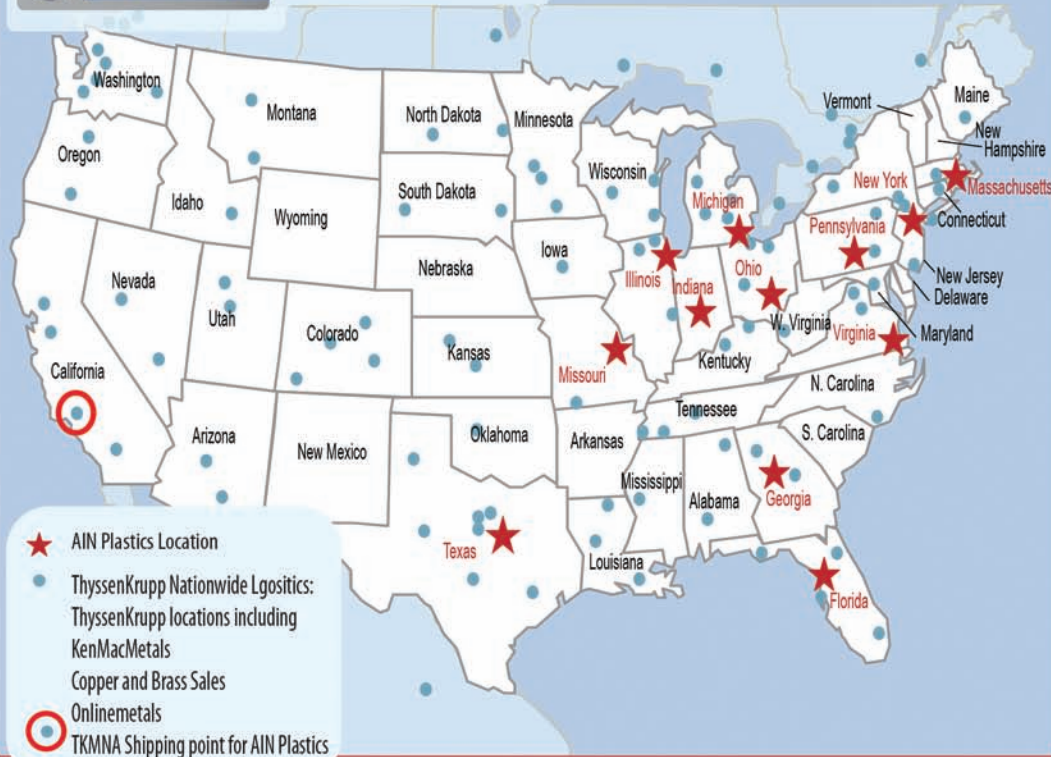 Washington
Montana
North Dakota
Minnesota
Vermont
Maine
New
Hampshire
Oregon
Idaho
Wyoming
South Dakota
Wisconsin
Michigan
New York
Massachusetts
Connecticut
Pennsylvania
Nevada
Utah
Nebraska
Iowa
Illinois
Indiana
Ohio
New Jersey
Delaware
Maryland
W. Virginia
Virginia
California
Colorado
Kansas
Missouri
Kentucky
N. Carolina
Tennessee
S. Carolina
Arizona
New Mexico
Oklahoma
Arkansas
Mississippi
Alabama
Georgia
Texas
Louisiana
Florida
AIN Plastics Location
ThyssenKrupp Nationwide Lgositics:
ThyssenKrupp locations including
KenMacMetals
Copper and Brass Sales
Onlinemetals
TKMNA Shipping point for AIN Plastics